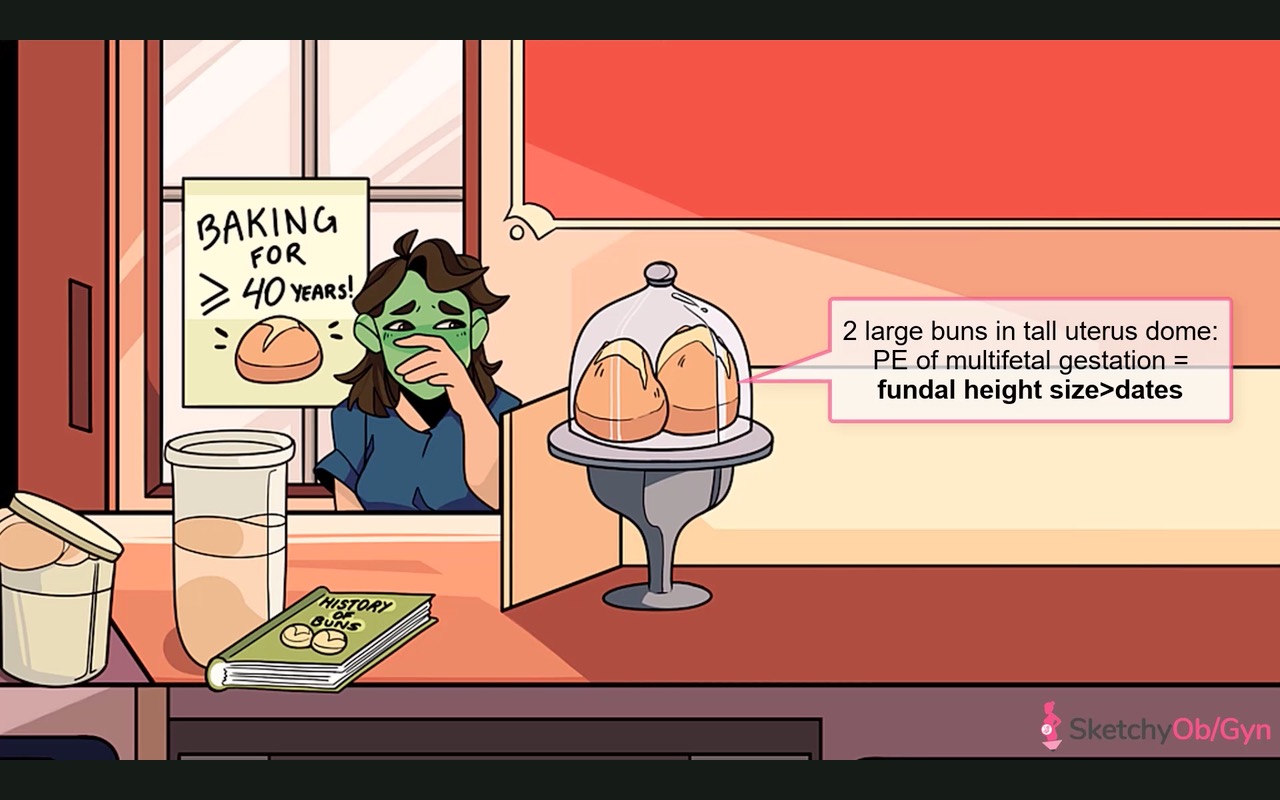 BAKING
FOR
≥ 40 YEARS!
2 large buns in tall uterus dome:
PE of multifetal gestation =
fundal height size>dates
HISTORY
OF
BUNS
SketchyOb/Gyn